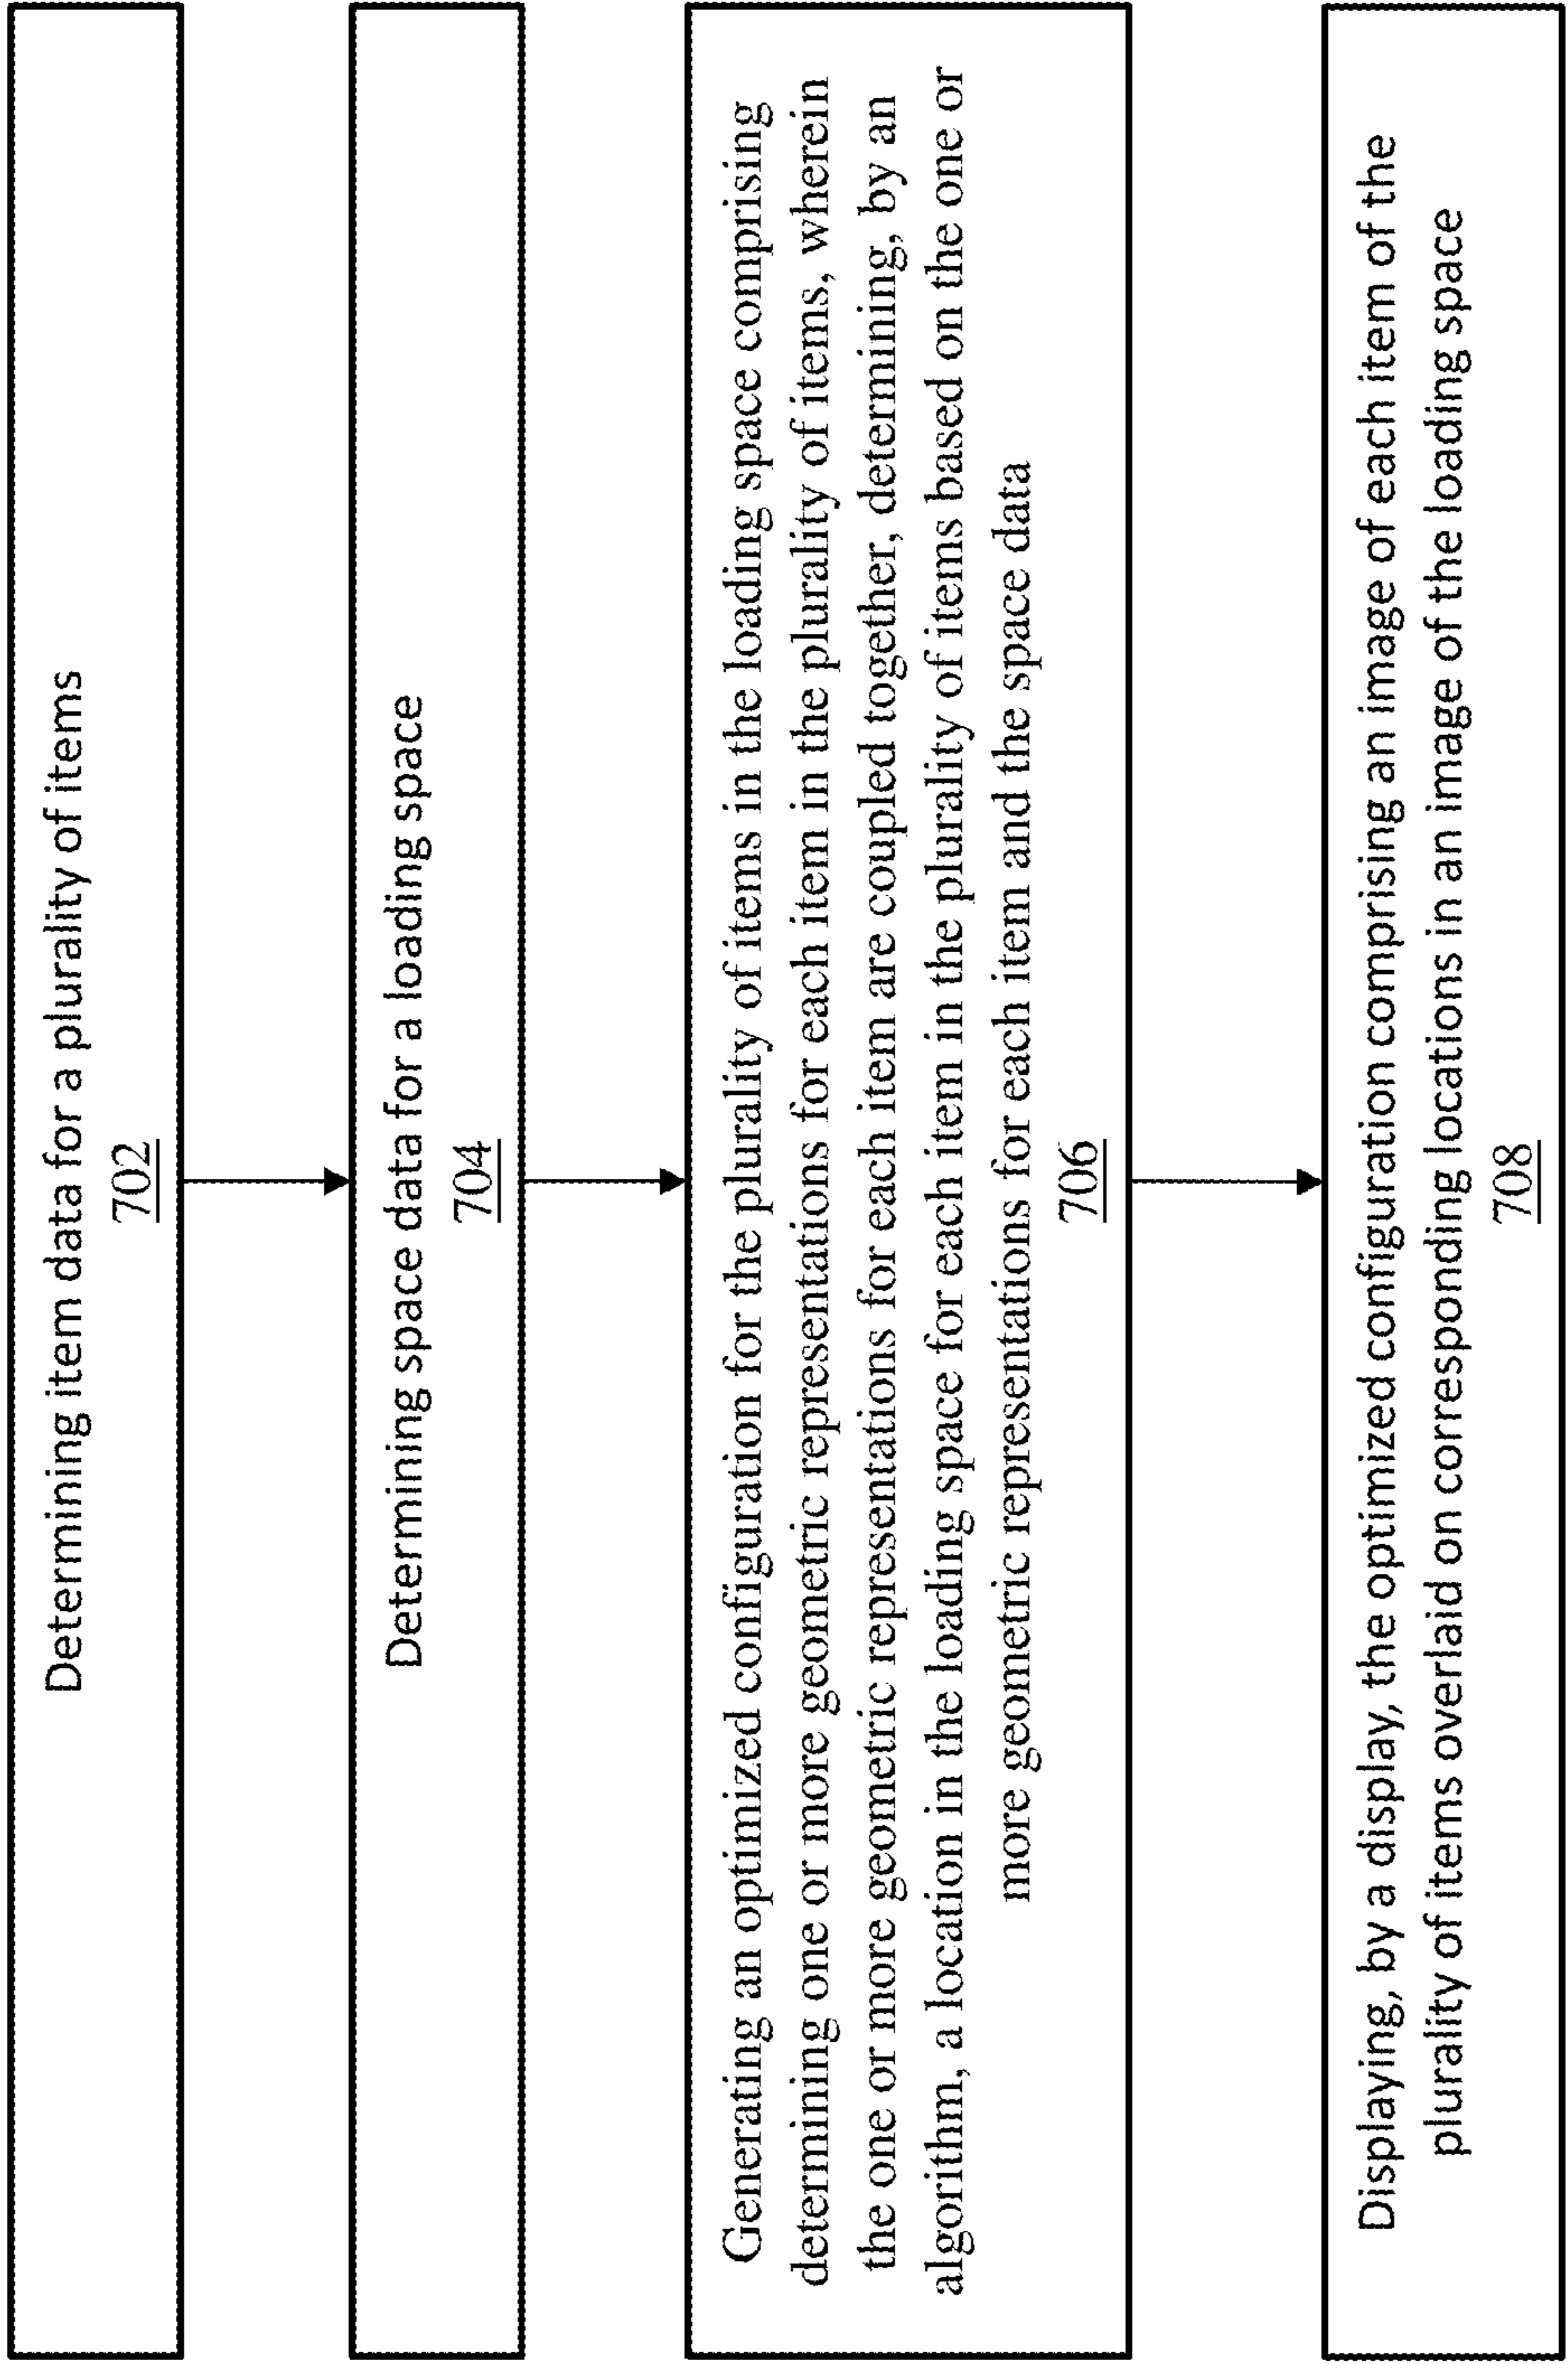 Determining item data for a plurality of items
702
Determining space data for a loading space
704
Generating an optimized configuration for the plurality of items in the loading space comprising
determining one or more geometric representations for each item in the plurality of items, wherein
the one or more geometric representations for each item are coupled together, determining, by an
algorithm, a location in the loading space for each item in the plurality of items based on the one or
more geometric representations for each item and the space data
706
Displaying, by a display, the optimized configuration comprising an image of each item of the
plurality of items overlaid on corresponding locations in an image of the loading space
708